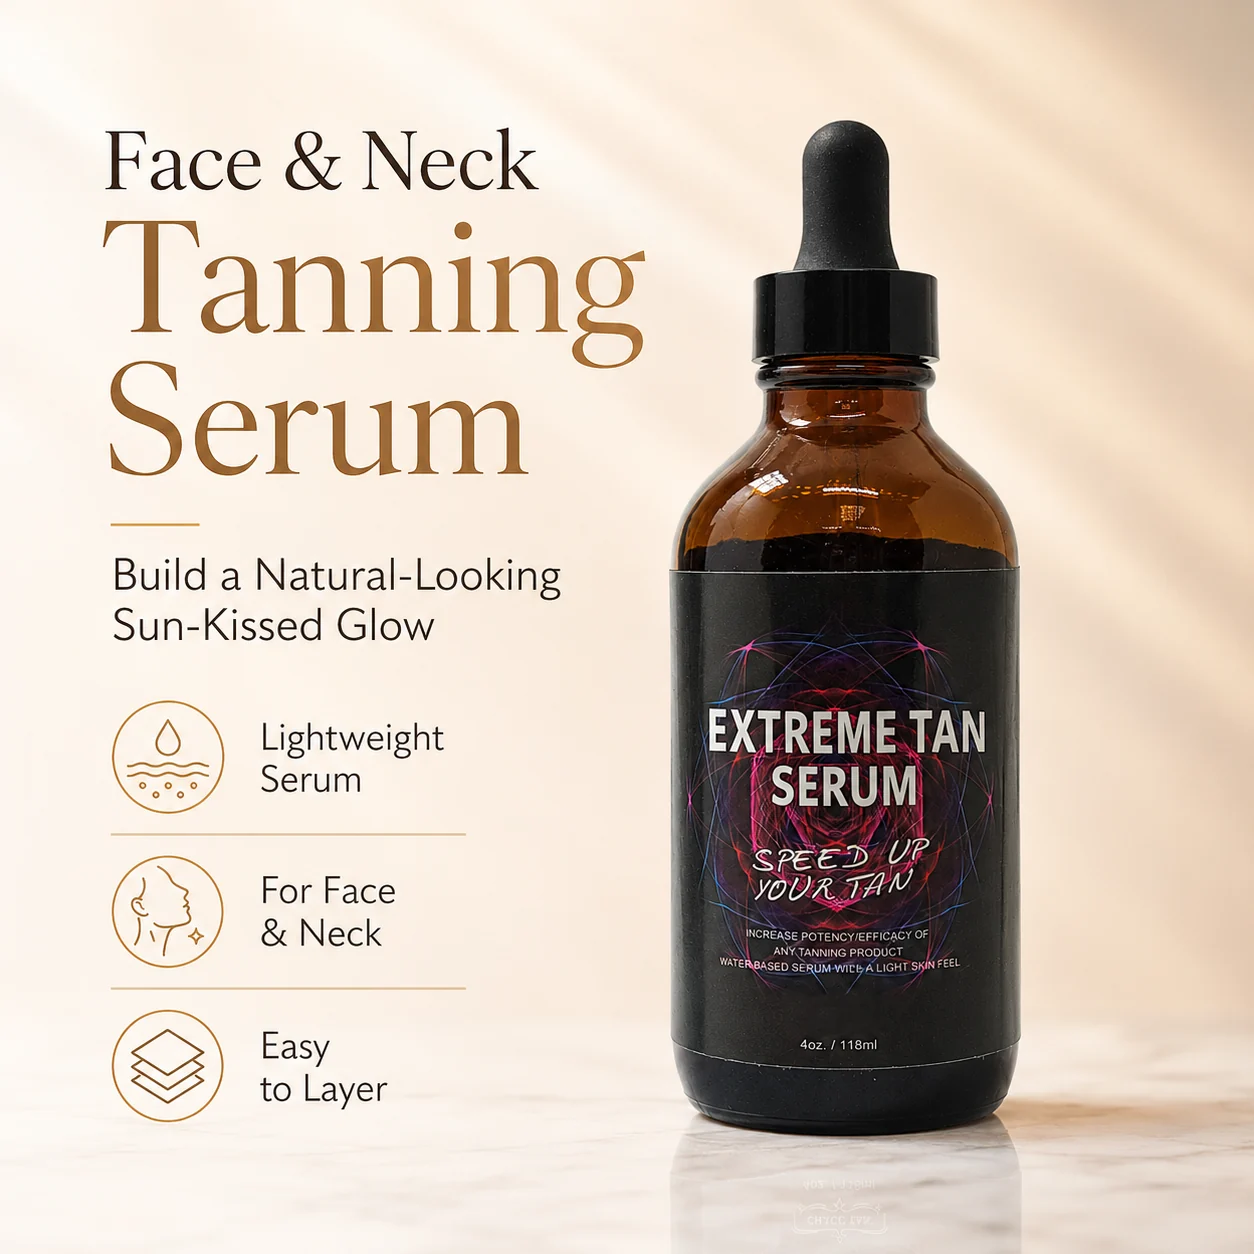 Face & Neck
Tanning
Serum
Build a Natural-Looking
Sun-Kissed Glow
Lightweight
Serum
For Face
& Neck
Easy
to Layer
EXTREME TAN
SERUM
SPEED UP
YOUR TAN
INCREASE POTENCY/EFFICACY OF
ANY TANNING PRODUCT
WATER BASED SERUM WITH A LIGHT SKIN FEEL
4oz. / 118ml